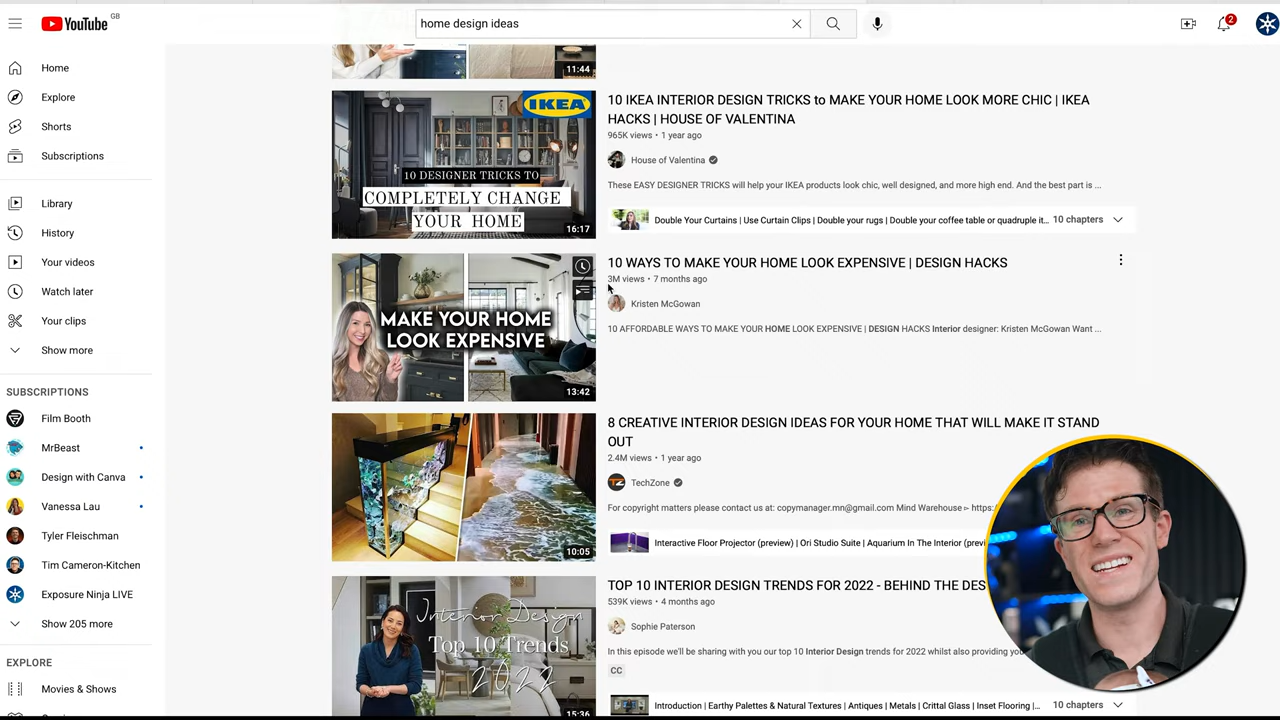 YouTube GB
home design ideas
2
Home
Explore
Shorts
Subscriptions
Library
History
Your videos
Watch later
Your clips
Show more
SUBSCRIPTIONS
Film Booth
MrBeast
Design with Canva
Vanessa Lau
Tyler Fleischman
Tim Cameron-Kitchen
Exposure Ninja LIVE
Show 205 more
EXPLORE
Movies & Shows
11:44
IKEA
10 DESIGNER TRICKS TO
COMPLETELY CHANGE
YOUR HOME
16:17
10 IKEA INTERIOR DESIGN TRICKS to MAKE YOUR HOME LOOK MORE CHIC | IKEA
HACKS | HOUSE OF VALENTINA
965K views • 1 year ago
House of Valentina
These EASY DESIGNER TRICKS will help your IKEA products look chic, well designed, and more high end. And the best part is ...
Double Your Curtains | Use Curtain Clips | Double your rugs | Double your coffee table or quadruple it... 10 chapters
MAKE YOUR HOME
LOOK EXPENSIVE
13:42
10 WAYS TO MAKE YOUR HOME LOOK EXPENSIVE | DESIGN HACKS
3M views • 7 months ago
Kristen McGowan
10 AFFORDABLE WAYS TO MAKE YOUR HOME LOOK EXPENSIVE | DESIGN HACKS Interior designer: Kristen McGowan Want ...
10:05
8 CREATIVE INTERIOR DESIGN IDEAS FOR YOUR HOME THAT WILL MAKE IT STAND
OUT
2.4M views • 1 year ago
TZ TechZone
For copyright matters please contact us at: copymanager.mn@gmail.com Mind Warehouse ► https:
Interactive Floor Projector (preview) | Ori Studio Suite | Aquarium In The Interior (previ
Interior Design
Top 10 Trends
2022
15:36
TOP 10 INTERIOR DESIGN TRENDS FOR 2022 - BEHIND THE DES
539K views • 4 months ago
Sophie Paterson
In this episode we'll be sharing with you our top 10 Interior Design trends for 2022 whilst also providing you
CC
Introduction | Earthy Palettes & Natural Textures | Antiques | Metals | Crittal Glass | Inset Flooring |... 10 chapters